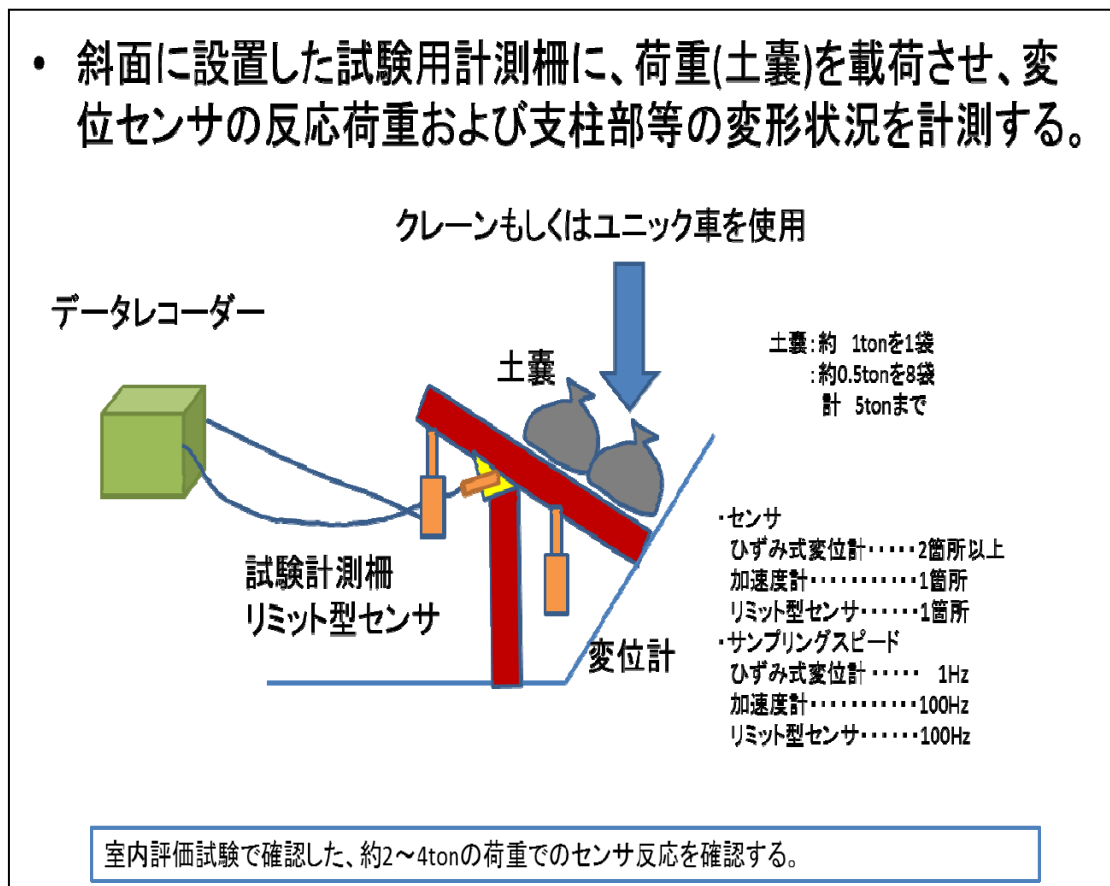 • 斜面に設置した試験用計測柵に、荷重(土嚢)を載荷させ、変
位センサの反応荷重および支柱部等の変形状況を計測する。
クレーンもしくはユニック車を使用
データレコーダー
土嚢
土嚢:約 1tonを1袋
:約0.5tonを8袋
計 5tonまで
試験計測柵
リミット型センサ
変位計
・センサ
ひずみ式変位計・・・・・2箇所以上
加速度計・・・・・・・・・・・1箇所
リミット型センサ・・・・・・1箇所
・サンプリングスピード
ひずみ式変位計・・・・・ 1Hz
加速度計・・・・・・・・・・・100Hz
リミット型センサ・・・・・・100Hz
室内評価試験で確認した、約2~4tonの荷重でのセンサ反応を確認する。